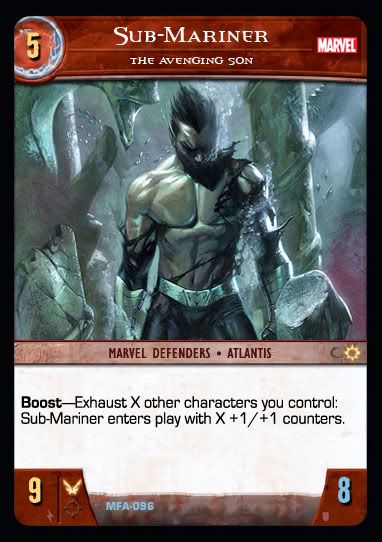 5
SUB-MARINER
THE AVENGING SON
MARVEL
MARVEL DEFENDERS • ATLANTIS
C
Boost—Exhaust X other characters you control:
Sub-Mariner enters play with X +1/+1 counters.
9
MFA-096
8